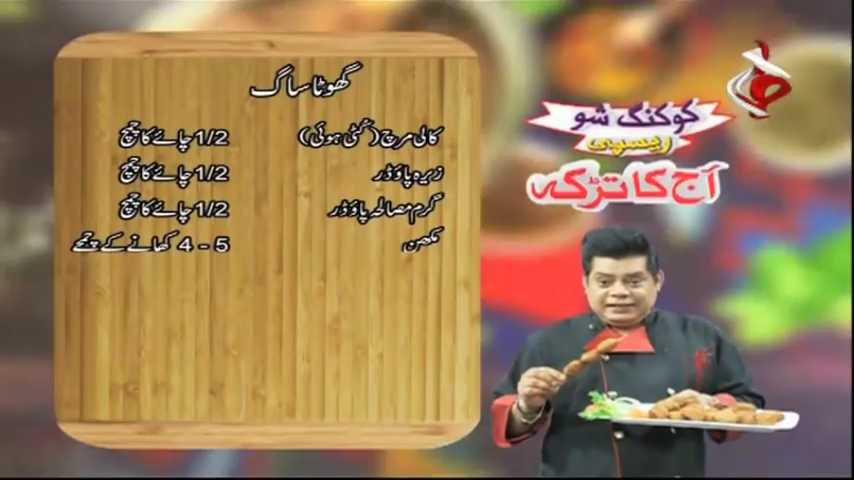 گھوٹا ساگ
کالی مرچ (کُٹی ہوئی) 1/2 چائے کا چمچ
زیرہ پاؤڈر 1/2 چائے کا چمچ
گرم مصالحہ پاؤڈر 1/2 چائے کا چمچ
مکھن 5 - 4 کھانے کے چمچے
کوکنگ شو
ریسپی
آج کا تڑکہ